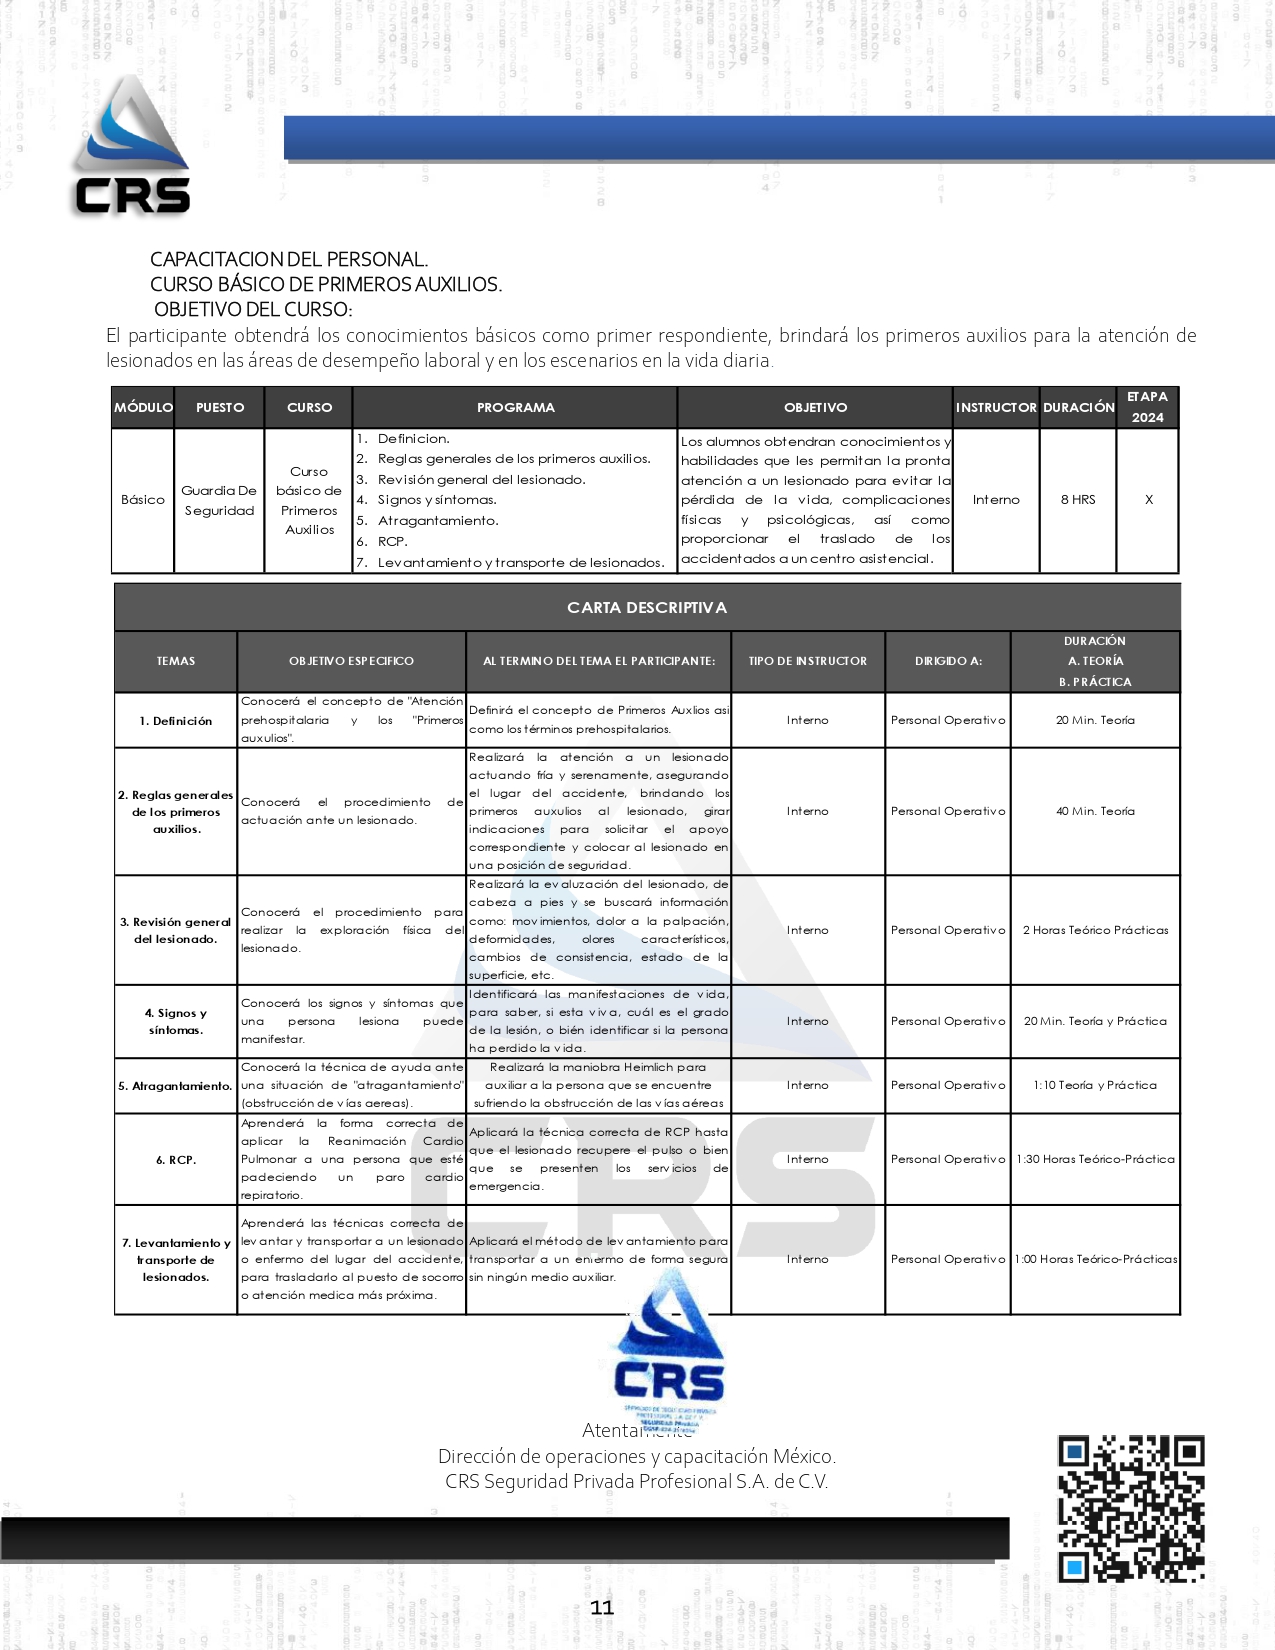 CRS
CAPACITACION DEL PERSONAL.
CURSO BÁSICO DE PRIMEROS AUXILIOS.
OBJETIVO DEL CURSO:
El participante obtendrá los conocimientos básicos como primer respondiente, brindará los primeros auxilios para la atención de
lesionados en las áreas de desempeño laboral y en los escenarios en la vida diaria.
MÓDULO PUESTO CURSO PROGRAMA OBJETIVO INSTRUCTOR DURACIÓN ETAPA 2024
Básico
Guardia De
Seguridad
Curso
básico de
Primeros
Auxilios
1. Definicion.
2. Reglas generales de los primeros auxilios.
3. Revisión general del lesionado.
4. Signos y síntomas.
5. Atragantamiento.
6. RCP.
7. Levantamiento y transporte de lesionados.
Los alumnos obtendran conocimientos y
habilidades que les permitan la pronta
atención a un lesionado para evitar la
pérdida de la vida, complicaciones
físicas y psicológicas, así como
proporcionar el traslado de los
accidentados a un centro asistencial.
Interno
8 HRS
X
CARTA DESCRIPTIVA
TEMAS OBJETIVO ESPECIFICO AL TERMINO DEL TEMA EL PARTICIPANTE: TIPO DE INSTRUCTOR DIRIGIDO A:
DURACIÓN
A. TEORÍA
B. PRÁCTICA
1. Definición
Conocerá el concepto de "Atención
prehospitalaria y los "Primeros
auxulios".
Definirá el concepto de Primeros Auxlios asi
como los términos prehospitalarios.
Interno
Personal Operativo
20 Min. Teoría
2. Reglas generales
de los primeros
auxilios.
Conocerá el procedimiento de
actuación ante un lesionado.
Realizará la atención a un lesionado
actuando fría y serenamente, asegurando
el lugar del accidente, brindando los
primeros auxulios al lesionado, girar
indicaciones para solicitar el apoyo
correspondiente y colocar al lesionado en
una posición de seguridad.
Interno
Personal Operativo
40 Min. Teoría
3. Revisión general
del lesionado.
Conocerá el procedimiento para
realizar la exploración física del
lesionado.
Realizará la evaluzación del lesionado, de
cabeza a pies y se buscará información
como: movimientos, dolor a la palpación,
deformidades, olores característicos,
cambios de consistencia, estado de la
superficie, etc.
Interno
Personal Operativo
2 Horas Teórico Prácticas
4. Signos y
síntomas.
Conocerá los signos y síntomas que
una persona lesiona puede
manifestar.
Identificará las manifestaciones de vida,
para saber, si esta viva, cuál es el grado
de la lesión, o bién identificar si la persona
ha perdido la vida.
Interno
Personal Operativo
20 Min. Teoría y Práctica
5. Atragantamiento.
Conocerá la técnica de ayuda ante
una situación de "atragantamiento"
(obstrucción de vías aereas).
Realizará la maniobra Heimlich para
auxiliar a la persona que se encuentre
sufriendo la obstrucción de las vías aéreas
Interno
Personal Operativo
1:10 Teoría y Práctica
6. RCP.
Aprenderá la forma correcta de
aplicar la Reanimación Cardio
Pulmonar a una persona que esté
padeciendo un paro cardio
repiratorio.
Aplicará la técnica correcta de RCP hasta
que el lesionado recupere el pulso o bien
que se presenten los servicios de
emergencia.
Interno
Personal Operativo
1:30 Horas Teórico-Práctica
7. Levantamiento y
transporte de
lesionados.
Aprenderá las técnicas correcta de
levantar y transportar a un lesionado
o enfermo del lugar del accidente,
para trasladarlo al puesto de socorro
o atención medica más próxima.
Aplicará el método de levantamiento para
transportar a un enfermo de forma segura
sin ningún medio auxiliar.
Interno
Personal Operativo
1:00 Horas Teórico-Prácticas
CRS
CRS
SEGURIDAD PRIVADA
Atentamente
Dirección de operaciones y capacitación México.
CRS Seguridad Privada Profesional S.A. de C.V.
11